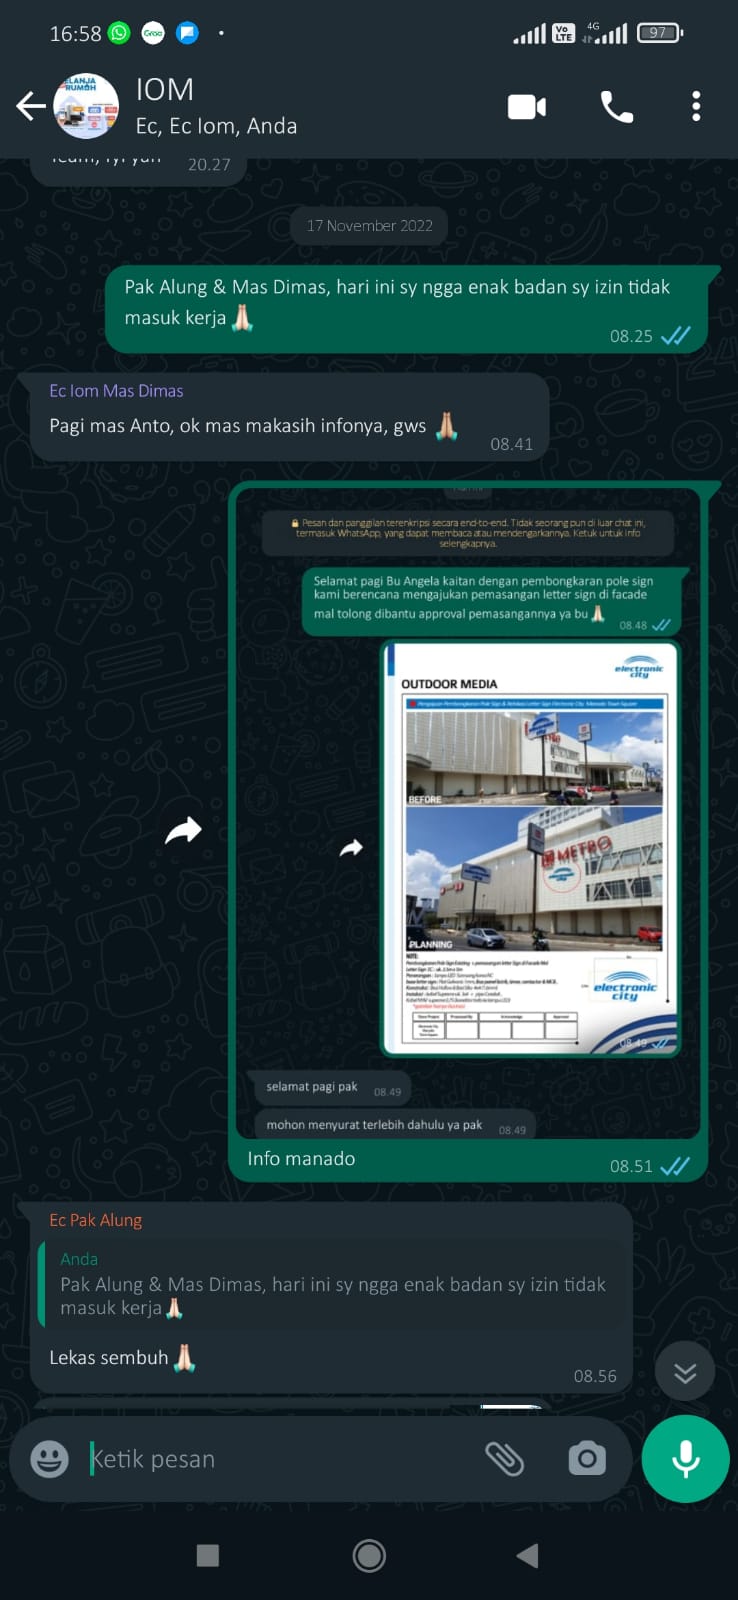 16:58
4G
Vo
LTE
97
IOM
Ec, Ec Iom, Anda
20.27
17 November 2022
Pak Alung & Mas Dimas, hari ini sy ngga enak badan sy izin tidak
masuk kerja🙏🏻
08.25
Ec Iom Mas Dimas
Pagi mas Anto, ok mas makasih infonya, gws 🙏🏼
08.41
Pesan dan panggilan terenkripsi secara end-to-end. Tidak seorang pun di luar chat ini,
termasuk WhatsApp, yang dapat membaca atau mendengarkannya. Ketuk untuk info
selengkapnya.
Selamat pagi Bu Angela kaitan dengan pembongkaran pole sign
kami berencana mengajukan pemasangan letter sign di facade
mal tolong dibantu approval pemasangannya ya bu🙏🏻
08.48
electronic
city
OUTDOOR MEDIA
BEFORE
METRO
PLANNING
NOTE:
electronic
city
08.49
selamat pagi pak
08.49
mohon menyurat terlebih dahulu ya pak
08.49
Info manado
08.51
Ec Pak Alung
Anda
Pak Alung & Mas Dimas, hari ini sy ngga enak badan sy izin tidak
masuk kerja🙏🏻
Lekas sembuh🙏🏻
08.56
Ketik pesan